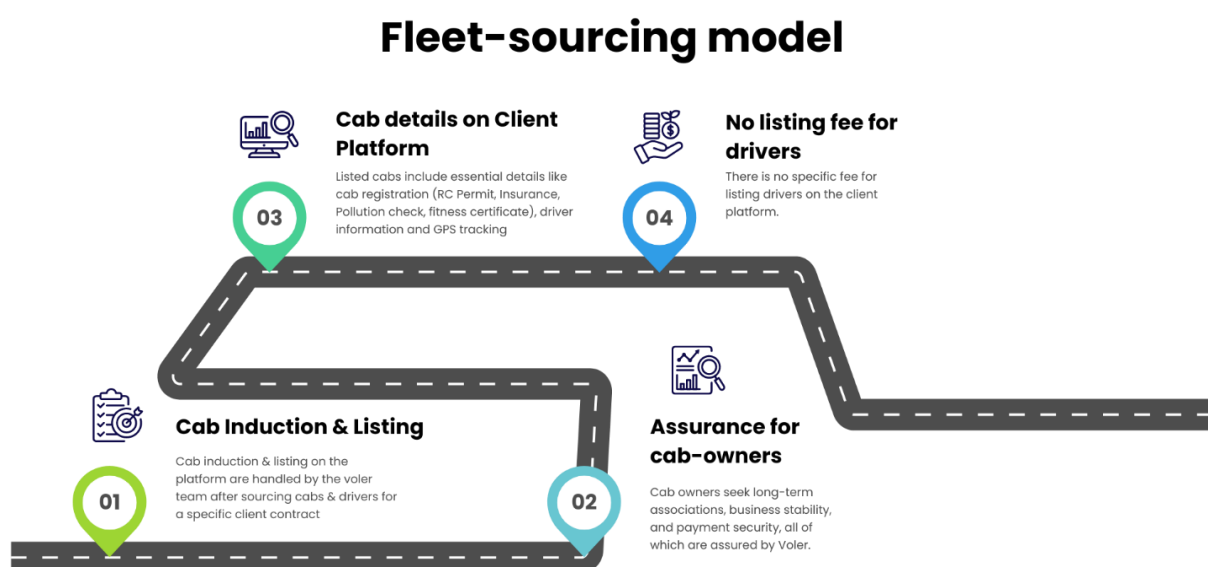 Fleet-sourcing model
01
Cab Induction & Listing
Cab induction & listing on the
platform are handled by the voler
team after sourcing cabs & drivers for
a specific client contract
02
Assurance for
cab-owners
Cab owners seek long-term
associations, business stability,
and payment security, all of
which are assured by Voler.
03
Cab details on Client
Platform
Listed cabs include essential details like
cab registration (RC Permit, Insurance,
Pollution check, fitness certificate), driver
information and GPS tracking
04
No listing fee for
drivers
There is no specific fee for
listing drivers on the client
platform.